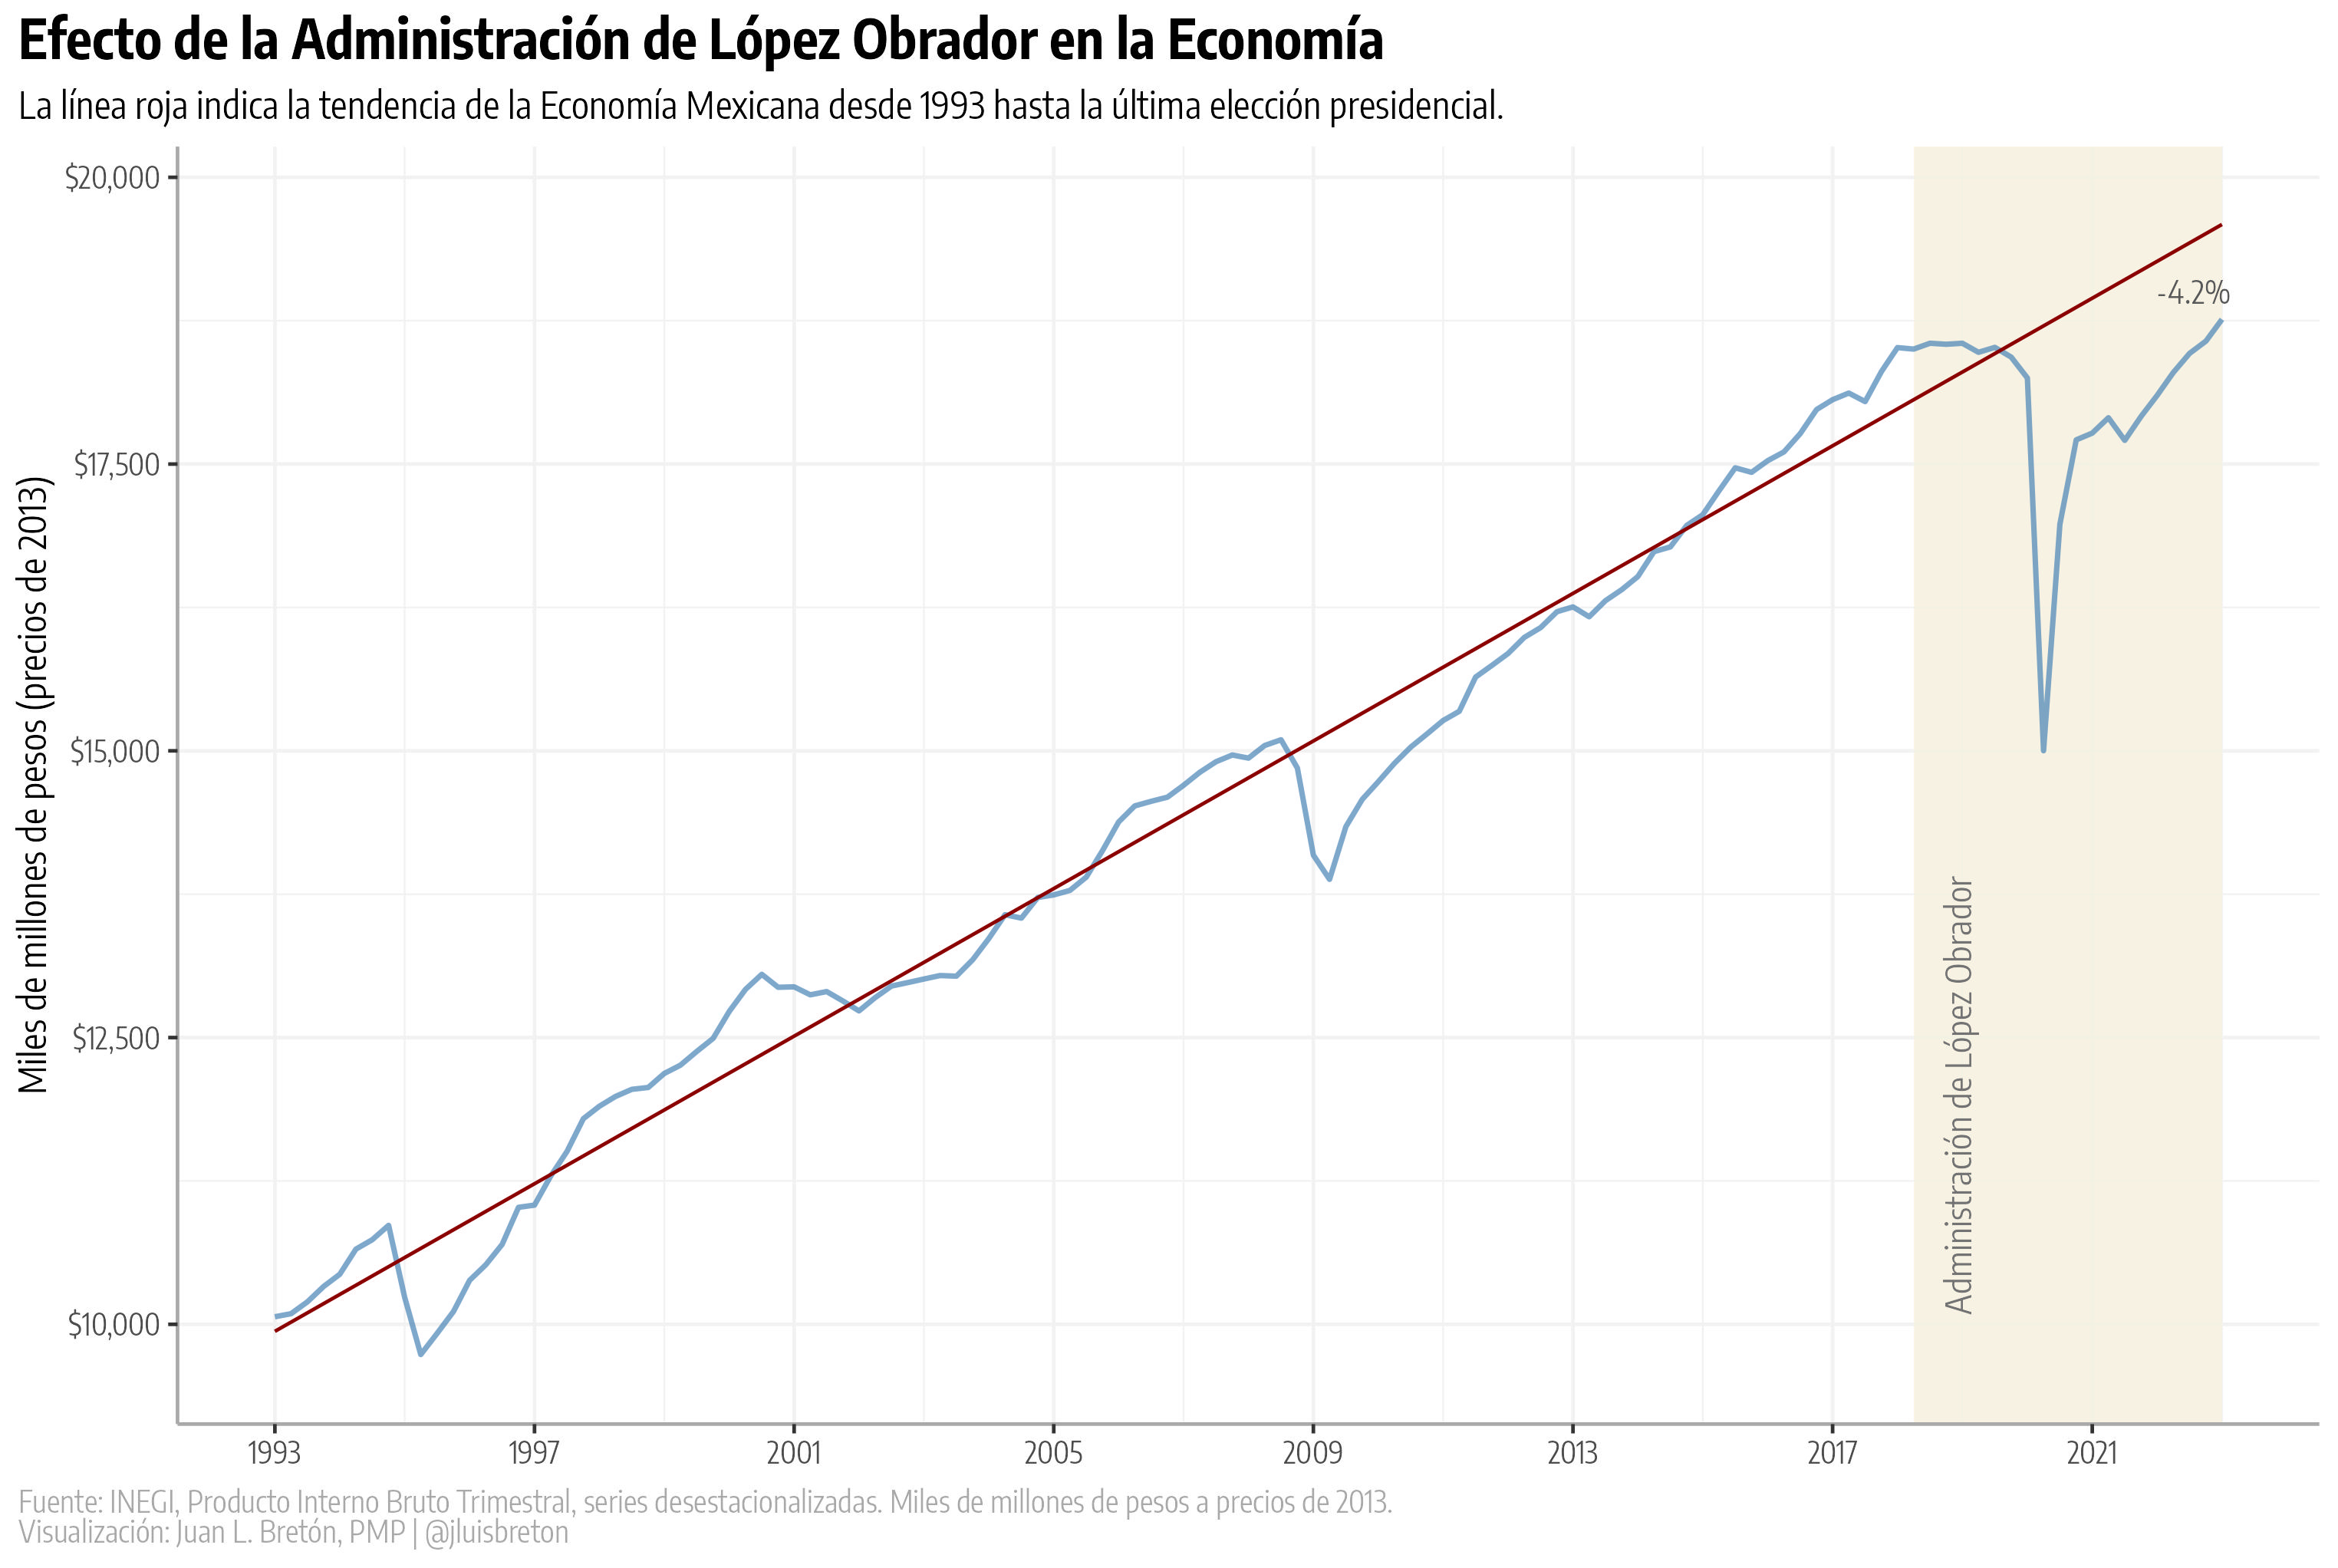 Efecto de la Administración de López Obrador en la Economía
La línea roja indica la tendencia de la Economía Mexicana desde 1993 hasta la última elección presidencial.
Miles de millones de pesos (precios de 2013)
$20,000
$17,500
$15,000
$12,500
$10,000
-4.2%
Administración de López Obrador
1993
1997
2001
2005
2009
2013
2017
2021
Fuente: INEGI, Producto Interno Bruto Trimestral, series desestacionalizadas. Miles de millones de pesos a precios de 2013.
Visualización: Juan L. Bretón, PMP | @jluisbreton